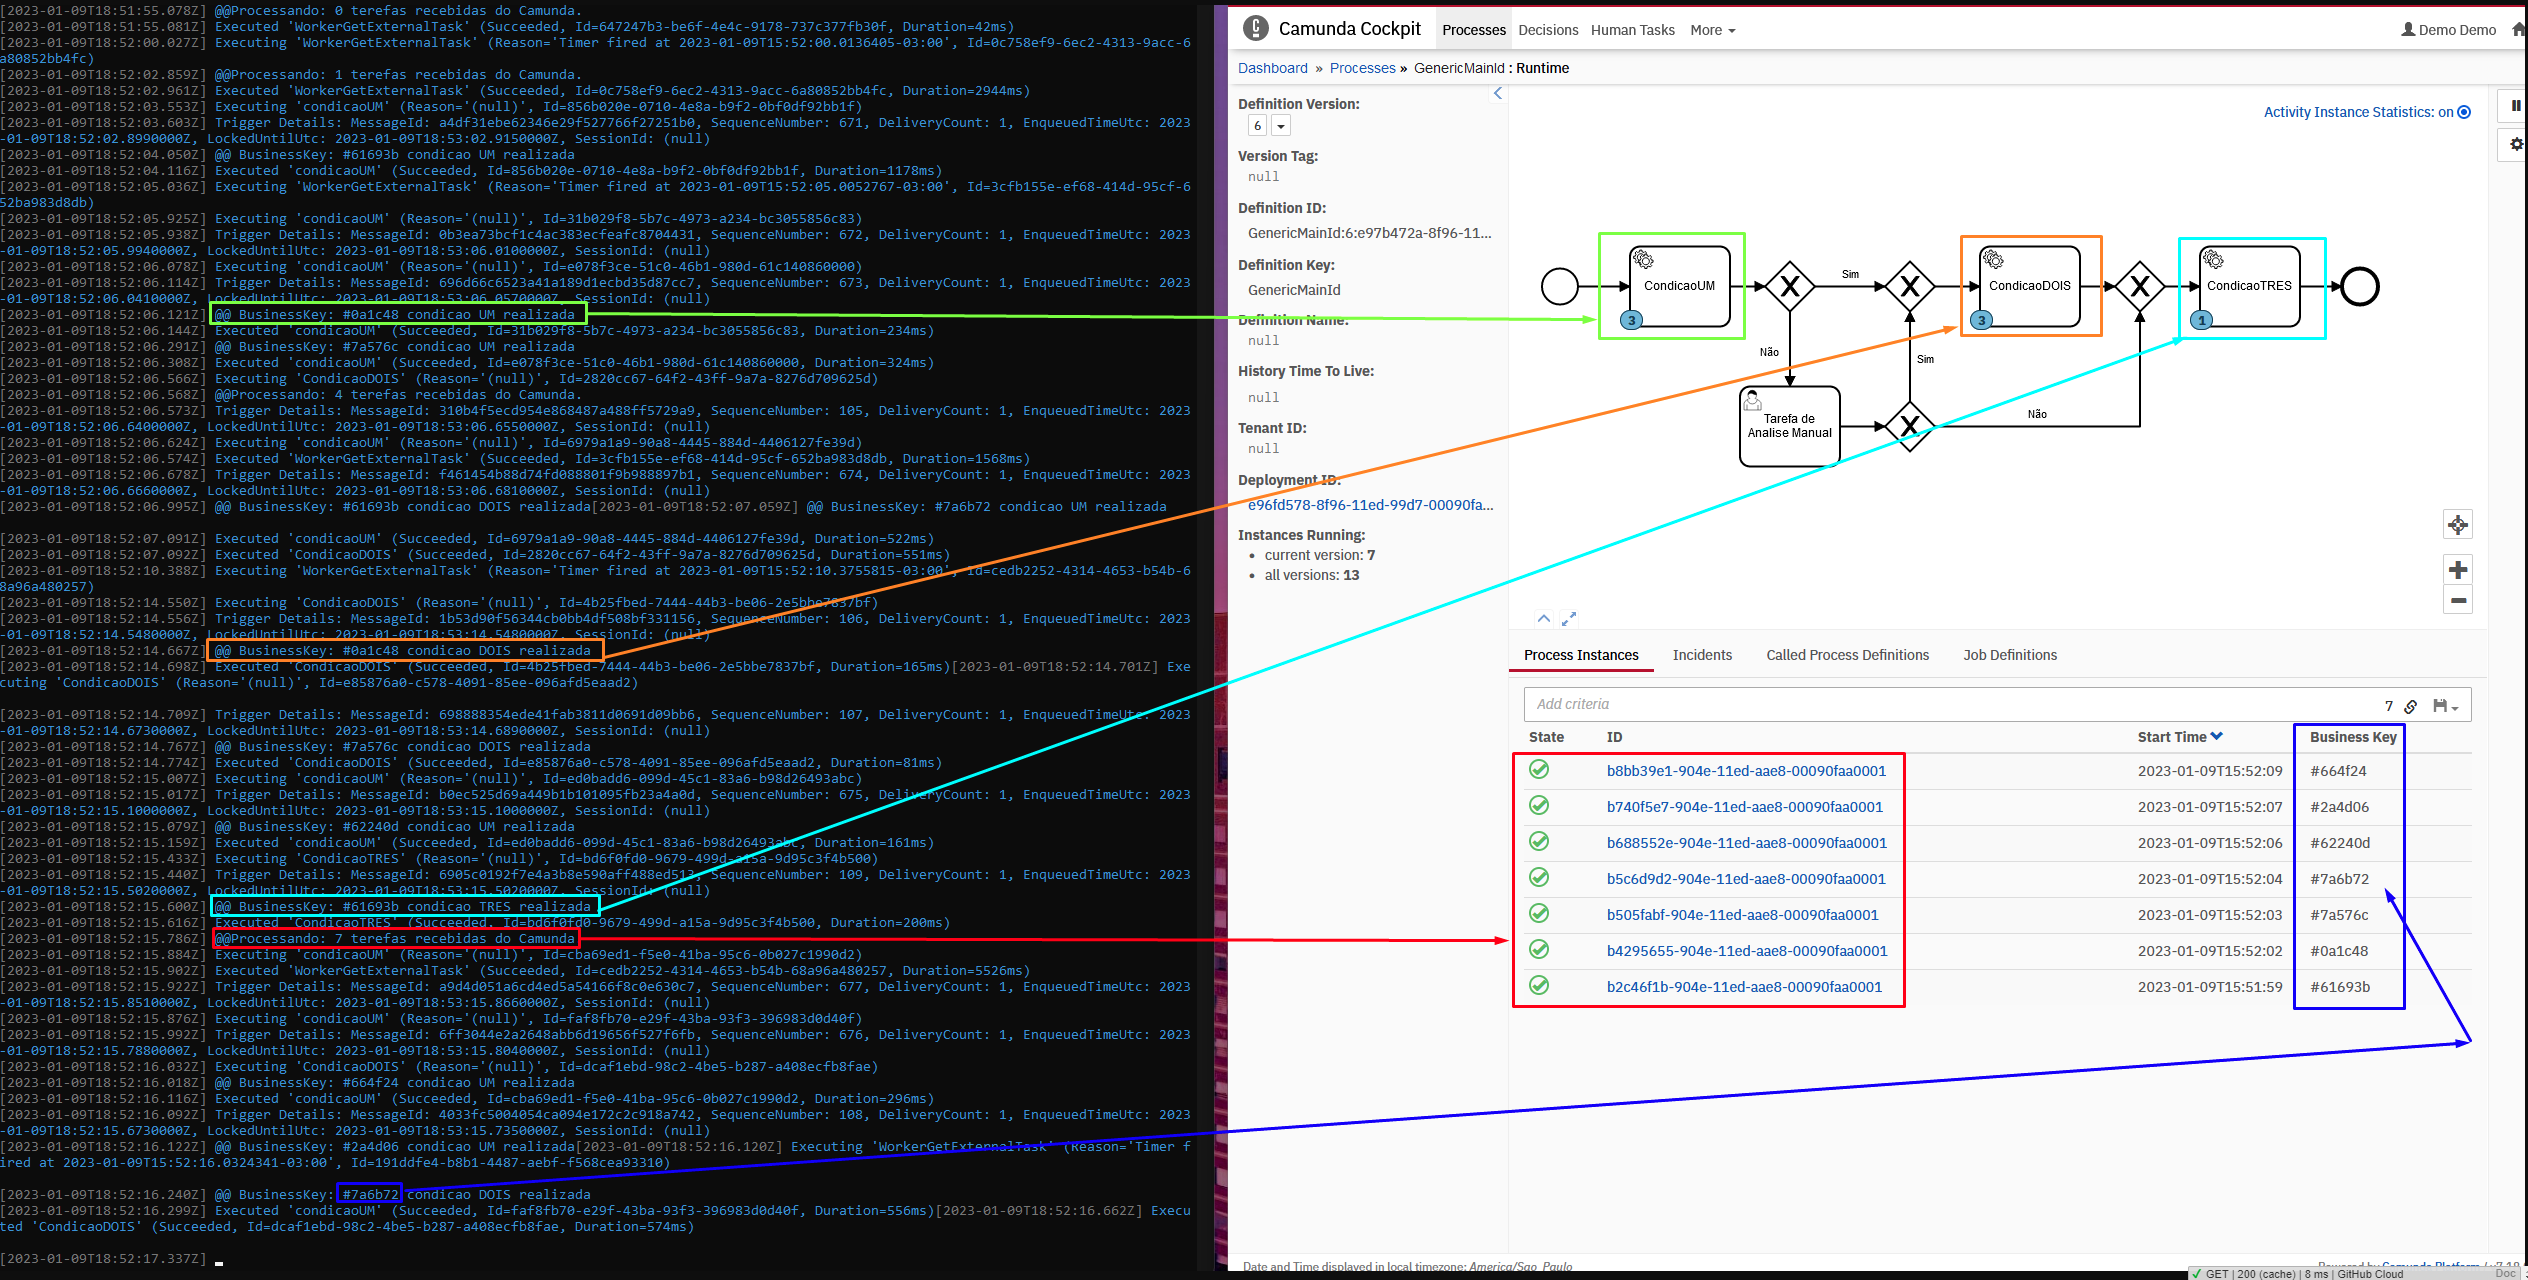 [2023-01-09T18:51:55.078Z] @@Processando: 0 terefas recebidas do Camunda.
[2023-01-09T18:51:55.081Z] Executed 'WorkerGetExternalTask' (Succeeded, Id=647247b3-be6f-4e4c-9178-737c377fb30f, Duration=42ms)
[2023-01-09T18:52:00.027Z] Executing 'WorkerGetExternalTask' (Reason='Timer fired at 2023-01-09T15:52:00.0136405-03:00', Id=0c758ef9-6ec2-4313-9acc-6
a80852bb4fc)
[2023-01-09T18:52:02.859Z] @@Processando: 1 terefas recebidas do Camunda.
[2023-01-09T18:52:02.961Z] Executed 'WorkerGetExternalTask' (Succeeded, Id=0c758ef9-6ec2-4313-9acc-6a80852bb4fc, Duration=2944ms)
[2023-01-09T18:52:03.553Z] Executing 'condicaoUM' (Reason='(null)', Id=856b020e-0710-4e8a-b9f2-0bf0df92bb1f)
[2023-01-09T18:52:03.603Z] Trigger Details: MessageId: a4df31ebe62346e29f527766f27251b0, SequenceNumber: 671, DeliveryCount: 1, EnqueuedTimeUtc: 2023
-01-09T18:52:02.8990000Z, LockedUntilUtc: 2023-01-09T18:53:02.9150000Z, SessionId: (null)
[2023-01-09T18:52:04.050Z] @@ BusinessKey: #61693b condicao UM realizada
[2023-01-09T18:52:04.116Z] Executed 'condicaoUM' (Succeeded, Id=856b020e-0710-4e8a-b9f2-0bf0df92bb1f, Duration=1178ms)
[2023-01-09T18:52:05.036Z] Executing 'WorkerGetExternalTask' (Reason='Timer fired at 2023-01-09T15:52:05.0052767-03:00', Id=3cfb155e-ef68-414d-95cf-6
52ba983d8db)
[2023-01-09T18:52:05.925Z] Executing 'condicaoUM' (Reason='(null)', Id=31b029f8-5b7c-4973-a234-bc3055856c83)
[2023-01-09T18:52:05.938Z] Trigger Details: MessageId: 0b3ea73bcf1c4ac383ecfeafc8704431, SequenceNumber: 672, DeliveryCount: 1, EnqueuedTimeUtc: 2023
-01-09T18:52:05.9940000Z, LockedUntilUtc: 2023-01-09T18:53:06.0100000Z, SessionId: (null)
[2023-01-09T18:52:06.078Z] Executing 'condicaoUM' (Reason='(null)', Id=e078f3ce-51c0-46b1-980d-61c140860000)
[2023-01-09T18:52:06.114Z] Trigger Details: MessageId: 696d66c6523a41a189d1ecbd35d87cc7, SequenceNumber: 673, DeliveryCount: 1, EnqueuedTimeUtc: 2023
-01-09T18:52:06.0410000Z, LockedUntilUtc: 2023-01-09T18:53:06.0570000Z, SessionId: (null)
[2023-01-09T18:52:06.121Z] @@ BusinessKey: #0a1c48 condicao UM realizada
[2023-01-09T18:52:06.144Z] Executed 'condicaoUM' (Succeeded, Id=31b029f8-5b7c-4973-a234-bc3055856c83, Duration=234ms)
[2023-01-09T18:52:06.291Z] @@ BusinessKey: #7a576c condicao UM realizada
[2023-01-09T18:52:06.308Z] Executed 'condicaoUM' (Succeeded, Id=e078f3ce-51c0-46b1-980d-61c140860000, Duration=324ms)
[2023-01-09T18:52:06.566Z] Executing 'CondicaoDOIS' (Reason='(null)', Id=2820cc67-64f2-43ff-9a7a-8276d709625d)
[2023-01-09T18:52:06.568Z] @@Processando: 4 terefas recebidas do Camunda.
[2023-01-09T18:52:06.573Z] Trigger Details: MessageId: 310b4f5ecd954e868487a488ff5729a9, SequenceNumber: 105, DeliveryCount: 1, EnqueuedTimeUtc: 2023
-01-09T18:52:06.6400000Z, LockedUntilUtc: 2023-01-09T18:53:06.6550000Z, SessionId: (null)
[2023-01-09T18:52:06.624Z] Executing 'condicaoUM' (Reason='(null)', Id=6979a1a9-90a8-4445-884d-4406127fe39d)
[2023-01-09T18:52:06.574Z] Executed 'WorkerGetExternalTask' (Succeeded, Id=3cfb155e-ef68-414d-95cf-652ba983d8db, Duration=1568ms)
[2023-01-09T18:52:06.678Z] Trigger Details: MessageId: f461454b88d74fd088801f9b988897b1, SequenceNumber: 674, DeliveryCount: 1, EnqueuedTimeUtc: 2023
-01-09T18:52:06.6660000Z, LockedUntilUtc: 2023-01-09T18:53:06.6810000Z, SessionId: (null)
[2023-01-09T18:52:06.995Z] @@ BusinessKey: #61693b condicao DOIS realizada[2023-01-09T18:52:07.059Z] @@ BusinessKey: #7a6b72 condicao UM realizada
[2023-01-09T18:52:07.091Z] Executed 'condicaoUM' (Succeeded, Id=6979a1a9-90a8-4445-884d-4406127fe39d, Duration=522ms)
[2023-01-09T18:52:07.092Z] Executed 'CondicaoDOIS' (Succeeded, Id=2820cc67-64f2-43ff-9a7a-8276d709625d, Duration=551ms)
[2023-01-09T18:52:10.388Z] Executing 'WorkerGetExternalTask' (Reason='Timer fired at 2023-01-09T15:52:10.3755815-03:00', Id=cedb2252-4314-4653-b54b-6
8a96a480257)
[2023-01-09T18:52:14.550Z] Executing 'CondicaoDOIS' (Reason='(null)', Id=4b25fbed-7444-44b3-be06-2e5bbe7837bf)
[2023-01-09T18:52:14.556Z] Trigger Details: MessageId: 1b53d90f56344cb0bb4df508bf331156, SequenceNumber: 106, DeliveryCount: 1, EnqueuedTimeUtc: 2023
-01-09T18:52:14.5480000Z, LockedUntilUtc: 2023-01-09T18:53:14.5480000Z, SessionId: (null)
[2023-01-09T18:52:14.667Z] @@ BusinessKey: #0a1c48 condicao DOIS realizada
[2023-01-09T18:52:14.698Z] Executed 'CondicaoDOIS' (Succeeded, Id=4b25fbed-7444-44b3-be06-2e5bbe7837bf, Duration=165ms)[2023-01-09T18:52:14.701Z] Exe
cuting 'CondicaoDOIS' (Reason='(null)', Id=e85876a0-c578-4091-85ee-096afd5eaad2)
[2023-01-09T18:52:14.709Z] Trigger Details: MessageId: 698888354ede41fab3811d0691d09bb6, SequenceNumber: 107, DeliveryCount: 1, EnqueuedTimeUtc: 2023
-01-09T18:52:14.6730000Z, LockedUntilUtc: 2023-01-09T18:53:14.6890000Z, SessionId: (null)
[2023-01-09T18:52:14.767Z] @@ BusinessKey: #7a576c condicao DOIS realizada
[2023-01-09T18:52:14.774Z] Executed 'CondicaoDOIS' (Succeeded, Id=e85876a0-c578-4091-85ee-096afd5eaad2, Duration=81ms)
[2023-01-09T18:52:15.007Z] Executing 'condicaoUM' (Reason='(null)', Id=ed0badd6-099d-45c1-83a6-b98d26493abc)
[2023-01-09T18:52:15.017Z] Trigger Details: MessageId: b0ec525d69a449b1b101095fb23a4a0d, SequenceNumber: 675, DeliveryCount: 1, EnqueuedTimeUtc: 2023
-01-09T18:52:15.1000000Z, LockedUntilUtc: 2023-01-09T18:53:15.1000000Z, SessionId: (null)
[2023-01-09T18:52:15.079Z] @@ BusinessKey: #62240d condicao UM realizada
[2023-01-09T18:52:15.159Z] Executed 'condicaoUM' (Succeeded, Id=ed0badd6-099d-45c1-83a6-b98d26493abc, Duration=161ms)
[2023-01-09T18:52:15.433Z] Executing 'CondicaoTRES' (Reason='(null)', Id=bd6f0fd0-9679-499d-a15a-9d95c3f4b500)
[2023-01-09T18:52:15.440Z] Trigger Details: MessageId: 6905c0192f7e4a3b8e590aff488ed513, SequenceNumber: 109, DeliveryCount: 1, EnqueuedTimeUtc: 2023
-01-09T18:52:15.5020000Z, LockedUntilUtc: 2023-01-09T18:53:15.5020000Z, SessionId: (null)
[2023-01-09T18:52:15.600Z] @@ BusinessKey: #61693b condicao TRES realizada
[2023-01-09T18:52:15.616Z] Executed 'CondicaoTRES' (Succeeded, Id=bd6f0fd0-9679-499d-a15a-9d95c3f4b500, Duration=200ms)
[2023-01-09T18:52:15.786Z] @@Processando: 7 terefas recebidas do Camunda
[2023-01-09T18:52:15.884Z] Executing 'condicaoUM' (Reason='(null)', Id=cba69ed1-f5e0-41ba-95c6-0b027c1990d2)
[2023-01-09T18:52:15.902Z] Executed 'WorkerGetExternalTask' (Succeeded, Id=cedb2252-4314-4653-b54b-68a96a480257, Duration=5526ms)
[2023-01-09T18:52:15.922Z] Trigger Details: MessageId: a9d4d051a6cd4ed5a54166f8c0e630c7, SequenceNumber: 677, DeliveryCount: 1, EnqueuedTimeUtc: 2023
-01-09T18:52:15.8510000Z, LockedUntilUtc: 2023-01-09T18:53:15.8660000Z, SessionId: (null)
[2023-01-09T18:52:15.876Z] Executing 'condicaoUM' (Reason='(null)', Id=faf8fb70-e29f-43ba-93f3-396983d0d40f)
[2023-01-09T18:52:15.992Z] Trigger Details: MessageId: 6ff3044e2a2648abb6d19656f527f6fb, SequenceNumber: 676, DeliveryCount: 1, EnqueuedTimeUtc: 2023
-01-09T18:52:15.7880000Z, LockedUntilUtc: 2023-01-09T18:53:15.8040000Z, SessionId: (null)
[2023-01-09T18:52:16.032Z] Executing 'CondicaoDOIS' (Reason='(null)', Id=dcaf1ebd-98c2-4be5-b287-a408ecfb8fae)
[2023-01-09T18:52:16.018Z] @@ BusinessKey: #664f24 condicao UM realizada
[2023-01-09T18:52:16.116Z] Executed 'condicaoUM' (Succeeded, Id=cba69ed1-f5e0-41ba-95c6-0b027c1990d2, Duration=296ms)
[2023-01-09T18:52:16.092Z] Trigger Details: MessageId: 4033fc5004054ca094e172c2c918a742, SequenceNumber: 108, DeliveryCount: 1, EnqueuedTimeUtc: 2023
-01-09T18:52:15.6730000Z, LockedUntilUtc: 2023-01-09T18:53:15.7350000Z, SessionId: (null)
[2023-01-09T18:52:16.122Z] @@ BusinessKey: #2a4d06 condicao UM realizada[2023-01-09T18:52:16.120Z] Executing 'WorkerGetExternalTask' (Reason='Timer f
ired at 2023-01-09T15:52:16.0324341-03:00', Id=191ddfe4-b8b1-4487-aebf-f568cea93310)
[2023-01-09T18:52:16.240Z] @@ BusinessKey: #7a6b72 condicao DOIS realizada
[2023-01-09T18:52:16.299Z] Executed 'condicaoUM' (Succeeded, Id=faf8fb70-e29f-43ba-93f3-396983d0d40f, Duration=556ms)[2023-01-09T18:52:16.662Z] Execu
ted 'CondicaoDOIS' (Succeeded, Id=dcaf1ebd-98c2-4be5-b287-a408ecfb8fae, Duration=574ms)
[2023-01-09T18:52:17.337Z]
Camunda Cockpit Processes Decisions Human Tasks More Demo Demo
Dashboard » Processes » GenericMainId : Runtime
Definition Version:
6
Version Tag:
null
Definition ID:
GenericMainId:6:e97b472a-8f96-11...
Definition Key:
GenericMainId
Definition Name:
null
History Time To Live:
null
Tenant ID:
null
Deployment ID:
e96fd578-8f96-11ed-99d7-00090faa...
Instances Running:
current version: 7
all versions: 13
Activity Instance Statistics: on
CondicaoUM
3
X
Sim
X
CondicaoDOIS
3
X
CondicaoTRES
1
Não
Sim
Tarefa de
Analise Manual
X
Não
Process Instances Incidents Called Process Definitions Job Definitions
Add criteria 7
State ID Start Time Business Key
b8bb39e1-904e-11ed-aae8-00090faa0001 2023-01-09T15:52:09 #664f24
b740f5e7-904e-11ed-aae8-00090faa0001 2023-01-09T15:52:07 #2a4d06
b688552e-904e-11ed-aae8-00090faa0001 2023-01-09T15:52:06 #62240d
b5c6d9d2-904e-11ed-aae8-00090faa0001 2023-01-09T15:52:04 #7a6b72
b505fabf-904e-11ed-aae8-00090faa0001 2023-01-09T15:52:03 #7a576c
b4295655-904e-11ed-aae8-00090faa0001 2023-01-09T15:52:02 #0a1c48
b2c46f1b-904e-11ed-aae8-00090faa0001 2023-01-09T15:51:59 #61693b
Date and Time displayed in local timezone: America/Sao_Paulo
Powered by Camunda Platform
GET | 200 (cache) | 8 ms | GitHub Cloud Doc